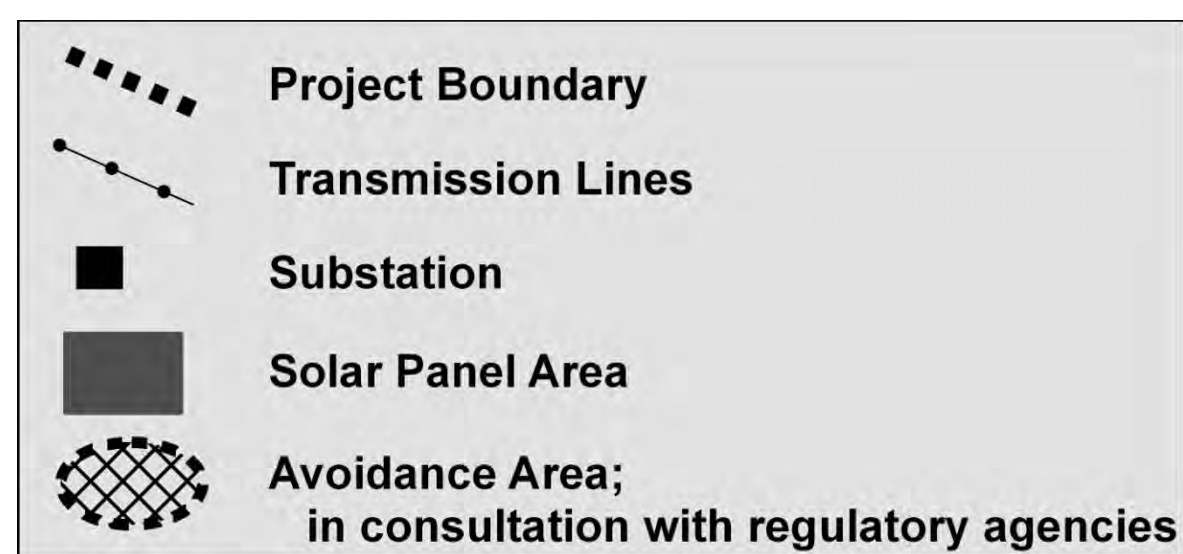 Project Boundary
Transmission Lines
Substation
Solar Panel Area
Avoidance Area;
in consultation with regulatory agencies